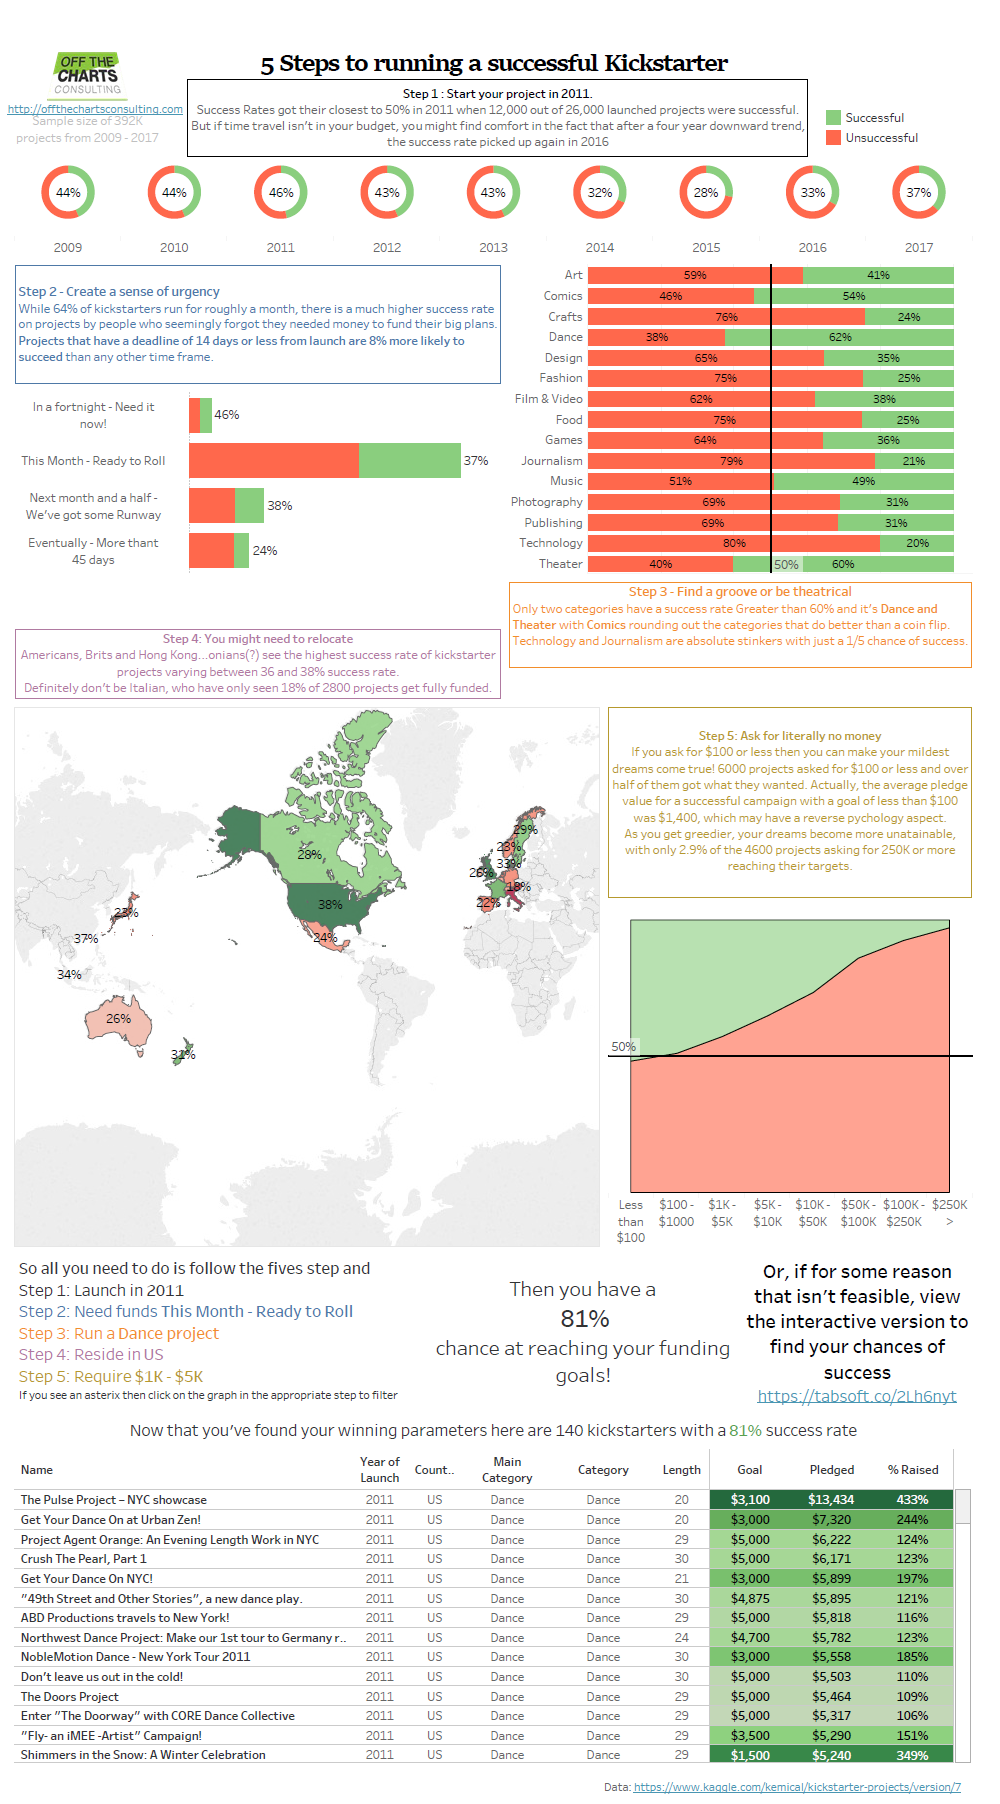 OFF THE
CHARTS
CONSULTING
http://offthechartsconsulting.com
Sample size of 392K
projects from 2009 - 2017
5 Steps to running a successful Kickstarter
Step 1 : Start your project in 2011.
Success Rates got their closest to 50% in 2011 when 12,000 out of 26,000 launched projects were successful.
But if time travel isn't in your budget, you might find comfort in the fact that after a four year downward trend,
the success rate picked up again in 2016
Successful
Unsuccessful
44% 44% 46% 43% 43% 32% 28% 33% 37%
2009 2010 2011 2012 2013 2014 2015 2016 2017
Step 2 - Create a sense of urgency
While 64% of kickstarters run for roughly a month, there is a much higher success rate
on projects by people who seemingly forgot they needed money to fund their big plans.
Projects that have a deadline of 14 days or less from launch are 8% more likely to
succeed than any other time frame.
In a fortnight - Need it
now!
46%
This Month - Ready to Roll 37%
Next month and a half -
We've got some Runway
38%
Eventually - More thant
45 days
24%
Art 59% 41%
Comics 46% 54%
Crafts 76% 24%
Dance 38% 62%
Design 65% 35%
Fashion 75% 25%
Film & Video 62% 38%
Food 75% 25%
Games 64% 36%
Journalism 79% 21%
Music 51% 49%
Photography 69% 31%
Publishing 69% 31%
Technology 80% 20%
Theater 40% 50% 60%
Step 3 - Find a groove or be theatrical
Only two categories have a success rate Greater than 60% and it's Dance and
Theater with Comics rounding out the categories that do better than a coin flip.
Technology and Journalism are absolute stinkers with just a 1/5 chance of success.
Step 4: You might need to relocate
Americans, Brits and Hong Kong...onians(?) see the highest success rate of kickstarter
projects varying between 36 and 38% success rate.
Definitely don't be Italian, who have only seen 18% of 2800 projects get fully funded.
29%
23%
28%
33%
26%
18%
38%
22%
23%
24%
37%
34%
26%
31%
Step 5: Ask for literally no money
If you ask for $100 or less then you can make your mildest
dreams come true! 6000 projects asked for $100 or less and over
half of them got what they wanted. Actually, the average pledge
value for a successful campaign with a goal of less than $100
was $1,400, which may have a reverse pychology aspect.
As you get greedier, your dreams become more unatainable,
with only 2.9% of the 4600 projects asking for 250K or more
reaching their targets.
50%
Less $100 - $1K - $5K - $10K - $50K - $100K - $250K
than $1000 $5K $10K $50K $100K $250K >
$100
So all you need to do is follow the fives step and
Step 1: Launch in 2011
Step 2: Need funds This Month - Ready to Roll
Step 3: Run a Dance project
Step 4: Reside in US
Step 5: Require $1K - $5K
If you see an asterix then click on the graph in the appropriate step to filter
Then you have a
81%
chance at reaching your funding
goals!
Or, if for some reason
that isn't feasible, view
the interactive version to
find your chances of
success
https://tabsoft.co/2Lh6nyt
Now that you've found your winning parameters here are 140 kickstarters with a 81% success rate
Name Year of Launch Count.. Main Category Category Length Goal Pledged % Raised
The Pulse Project – NYC showcase 2011 US Dance Dance 20 $3,100 $13,434 433%
Get Your Dance On at Urban Zen! 2011 US Dance Dance 20 $3,000 $7,320 244%
Project Agent Orange: An Evening Length Work in NYC 2011 US Dance Dance 29 $5,000 $6,222 124%
Crush The Pearl, Part 1 2011 US Dance Dance 30 $5,000 $6,171 123%
Get Your Dance On NYC! 2011 US Dance Dance 21 $3,000 $5,899 197%
"49th Street and Other Stories", a new dance play. 2011 US Dance Dance 30 $4,875 $5,895 121%
ABD Productions travels to New York! 2011 US Dance Dance 29 $5,000 $5,818 116%
Northwest Dance Project: Make our 1st tour to Germany r.. 2011 US Dance Dance 24 $4,700 $5,782 123%
NobleMotion Dance - New York Tour 2011 2011 US Dance Dance 30 $3,000 $5,558 185%
Don't leave us out in the cold! 2011 US Dance Dance 30 $5,000 $5,503 110%
The Doors Project 2011 US Dance Dance 29 $5,000 $5,464 109%
Enter "The Doorway" with CORE Dance Collective 2011 US Dance Dance 29 $5,000 $5,317 106%
"Fly- an iMEE -Artist" Campaign! 2011 US Dance Dance 29 $3,500 $5,290 151%
Shimmers in the Snow: A Winter Celebration 2011 US Dance Dance 29 $1,500 $5,240 349%
Data: https://www.kaggle.com/kemical/kickstarter-projects/version/7